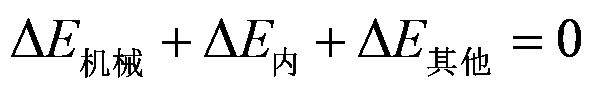 ΔE机械 + ΔE内 + ΔE其他 = 0